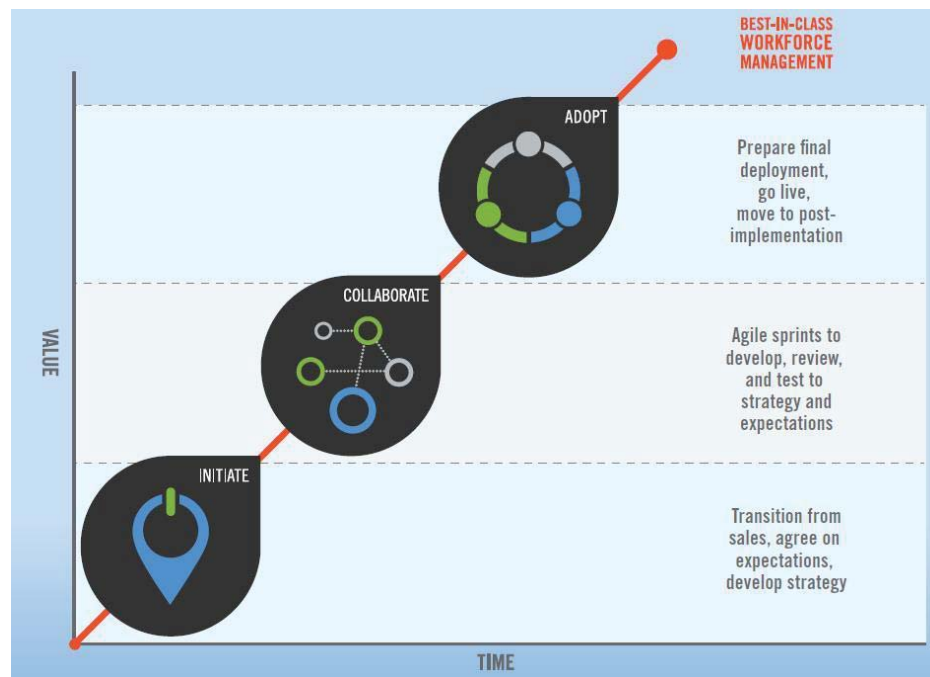 BEST-IN-CLASS
WORKFORCE
MANAGEMENT
ADOPT
Prepare final
deployment,
go live,
move to post-
implementation
COLLABORATE
Agile sprints to
develop, review,
and test to
strategy and
expectations
VALUE
INITIATE
Transition from
sales, agree on
expectations,
develop strategy
TIME